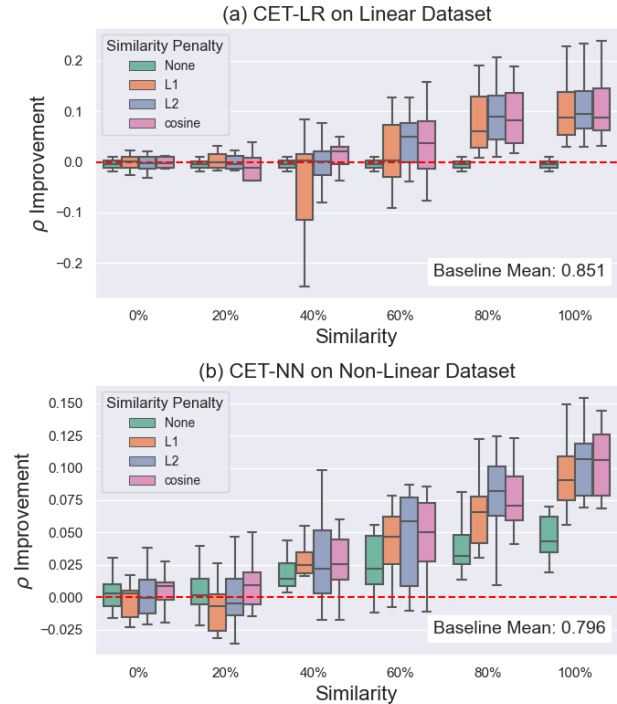 (a) CET-LR on Linear Dataset
Similarity Penalty
None
L1
L2
cosine
0.2
0.1
0.0
−0.1
−0.2
ρ Improvement
Baseline Mean: 0.851
0% 20% 40% 60% 80% 100%
Similarity
(b) CET-NN on Non-Linear Dataset
Similarity Penalty
None
L1
L2
cosine
0.150
0.125
0.100
0.075
0.050
0.025
0.000
−0.025
ρ Improvement
Baseline Mean: 0.796
0% 20% 40% 60% 80% 100%
Similarity